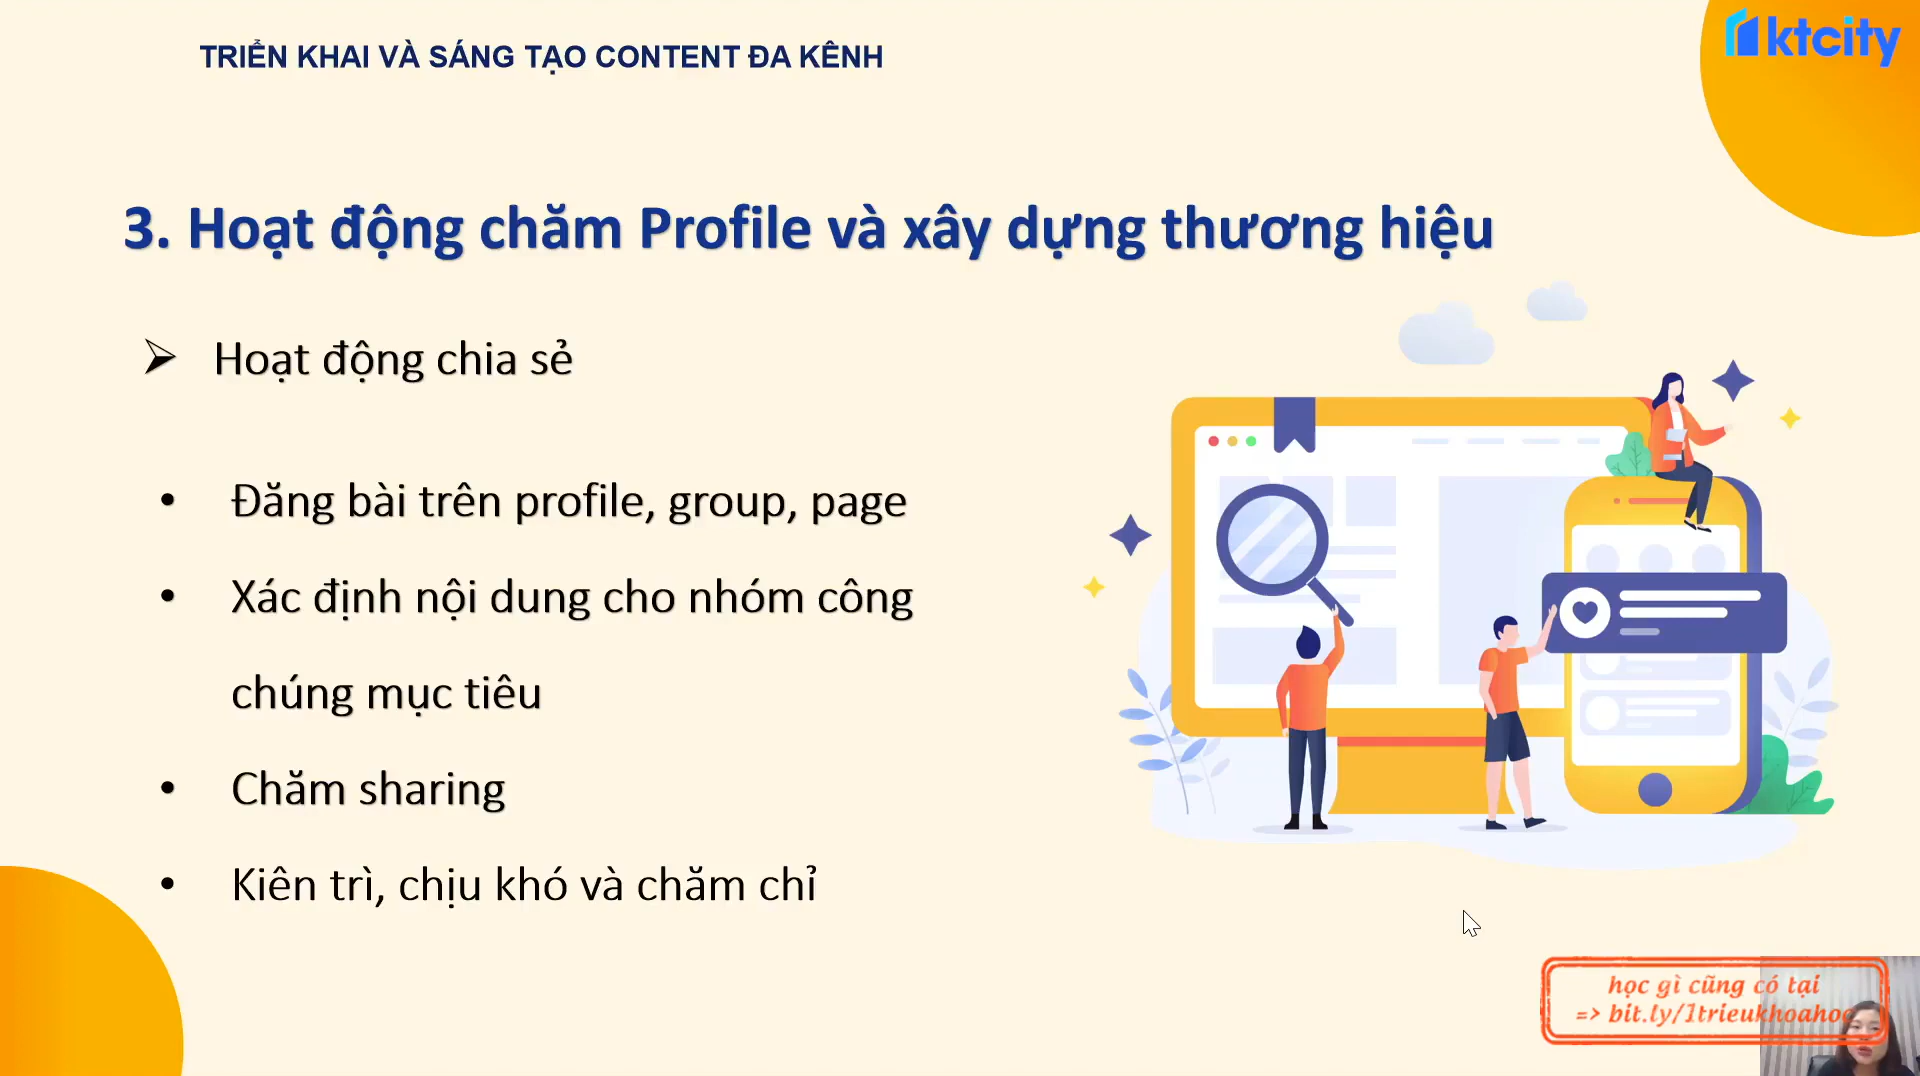 TRIỂN KHAI VÀ SÁNG TẠO CONTENT ĐA KÊNH
ktcity
3. Hoạt động chăm Profile và xây dựng thương hiệu
➢ Hoạt động chia sẻ
• Đăng bài trên profile, group, page
• Xác định nội dung cho nhóm công
chúng mục tiêu
• Chăm sharing
• Kiên trì, chịu khó và chăm chỉ
học gì cũng có tại
=> bit.ly/1trieukhoahoc